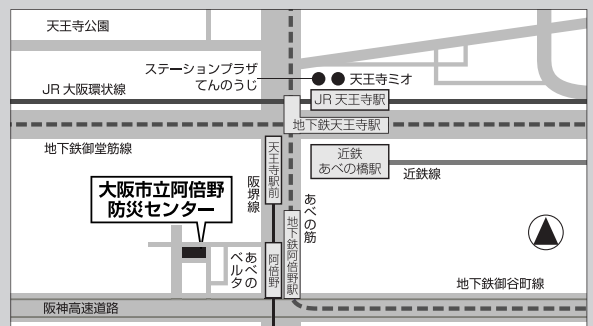 天王寺公園
ステーションプラザ
てんのうじ
天王寺ミオ
JR 大阪環状線
JR 天王寺駅
地下鉄天王寺駅
地下鉄御堂筋線
天王寺駅前
近鉄
あべの橋駅
近鉄線
大阪市立阿倍野
防災センター
阪堺線
あべの筋
地下鉄阿倍野駅
阿倍野
あべの
ベルタ
地下鉄御谷町線
阪神高速道路